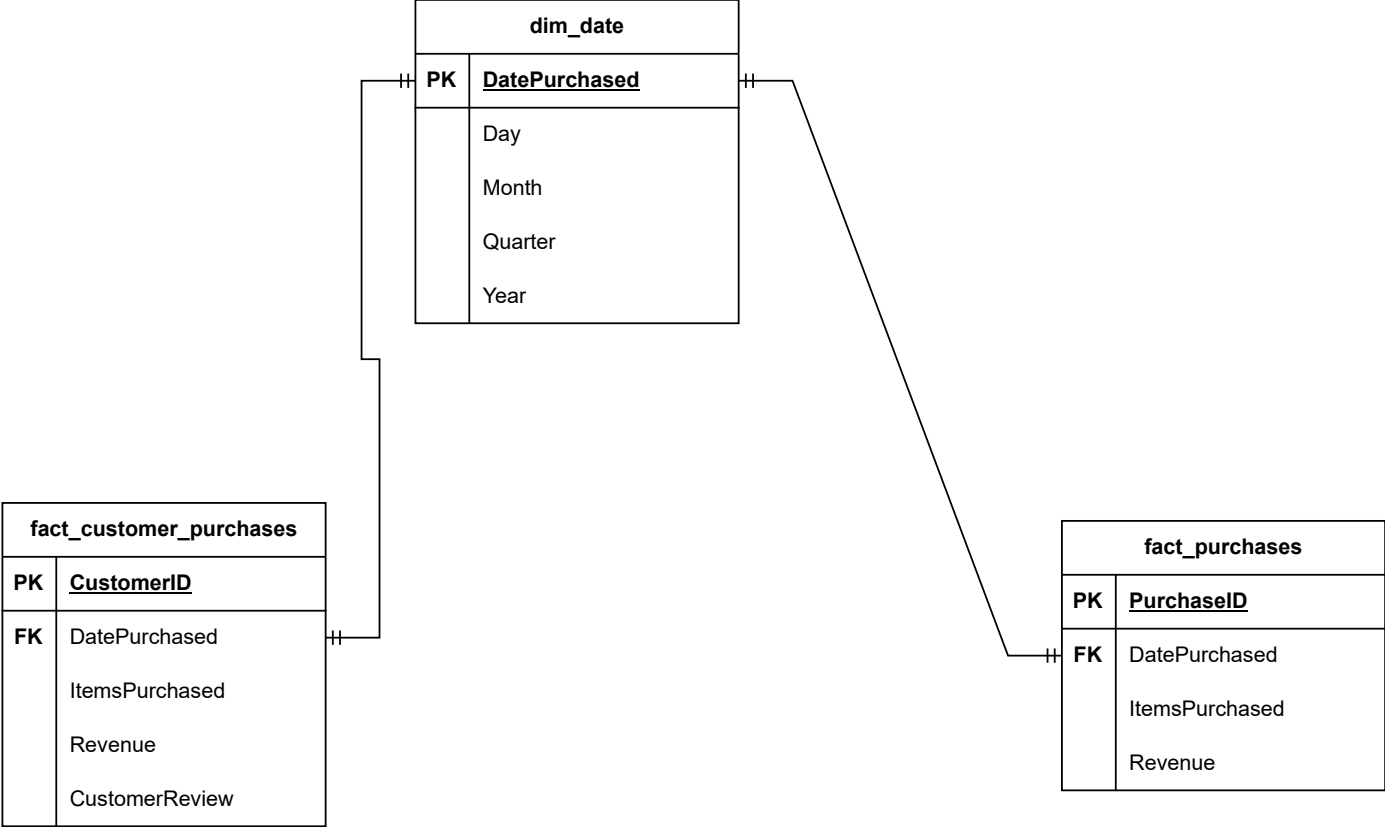 dim_date
PK DatePurchased
Day
Month
Quarter
Year
fact_customer_purchases
PK CustomerID
FK DatePurchased
ItemsPurchased
Revenue
CustomerReview
fact_purchases
PK PurchaseID
FK DatePurchased
ItemsPurchased
Revenue